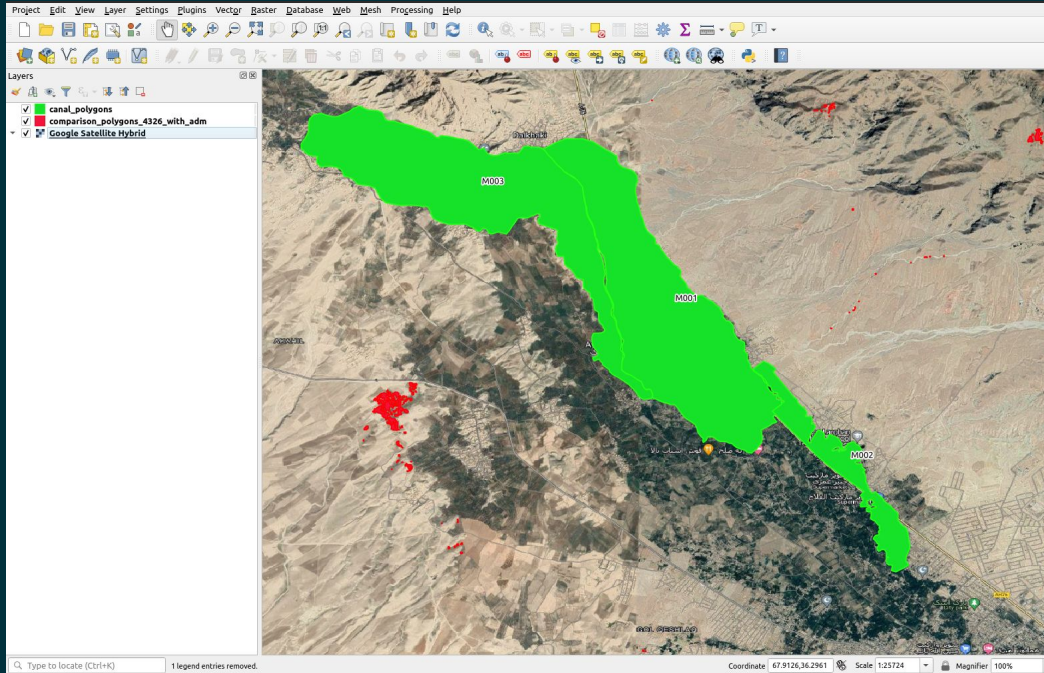 Project Edit View Layer Settings Plugins Vector Raster Database Web Mesh Processing Help
Layers
canal_polygons
comparison_polygons_4326_with_adm
Google Satellite Hybrid
M003
M001
M002
GOL QESHLAQ
Type to locate (Ctrl+K)
1 legend entries removed.
Coordinate 67.9126,36.2961
Scale 1:25724
Magnifier 100%